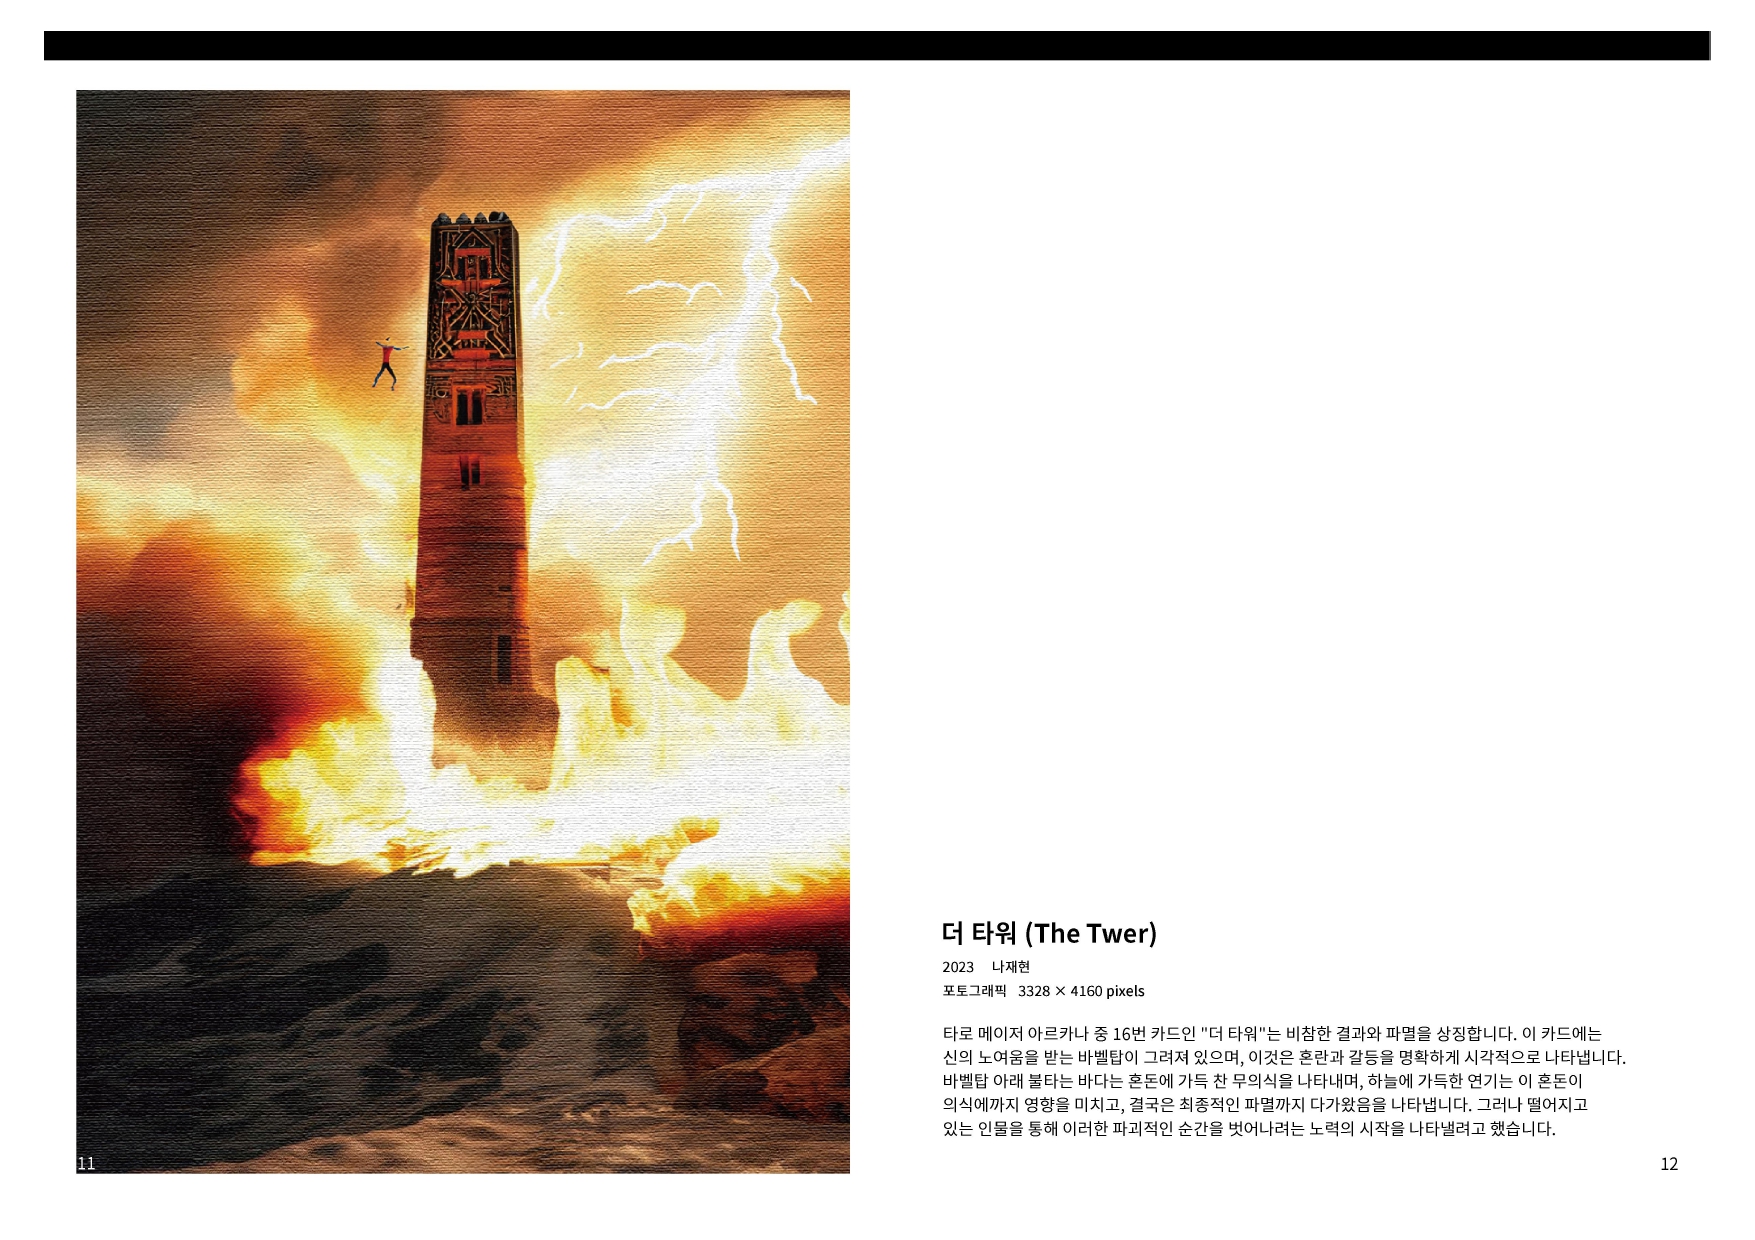 더 타워 (The Twer)
2023 나재현
포토그래픽 3328 × 4160 pixels
타로 메이저 아르카나 중 16번 카드인 "더 타워"는 비참한 결과와 파멸을 상징합니다. 이 카드에는
신의 노여움을 받는 바벨탑이 그려져 있으며, 이것은 혼란과 갈등을 명확하게 시각적으로 나타냅니다.
바벨탑 아래 불타는 바다는 혼돈에 가득 찬 무의식을 나타내며, 하늘에 가득한 연기는 이 혼돈이
의식에까지 영향을 미치고, 결국은 최종적인 파멸까지 다가왔음을 나타냅니다. 그러나 떨어지고
있는 인물을 통해 이러한 파괴적인 순간을 벗어나려는 노력의 시작을 나타낼려고 했습니다.
11
12